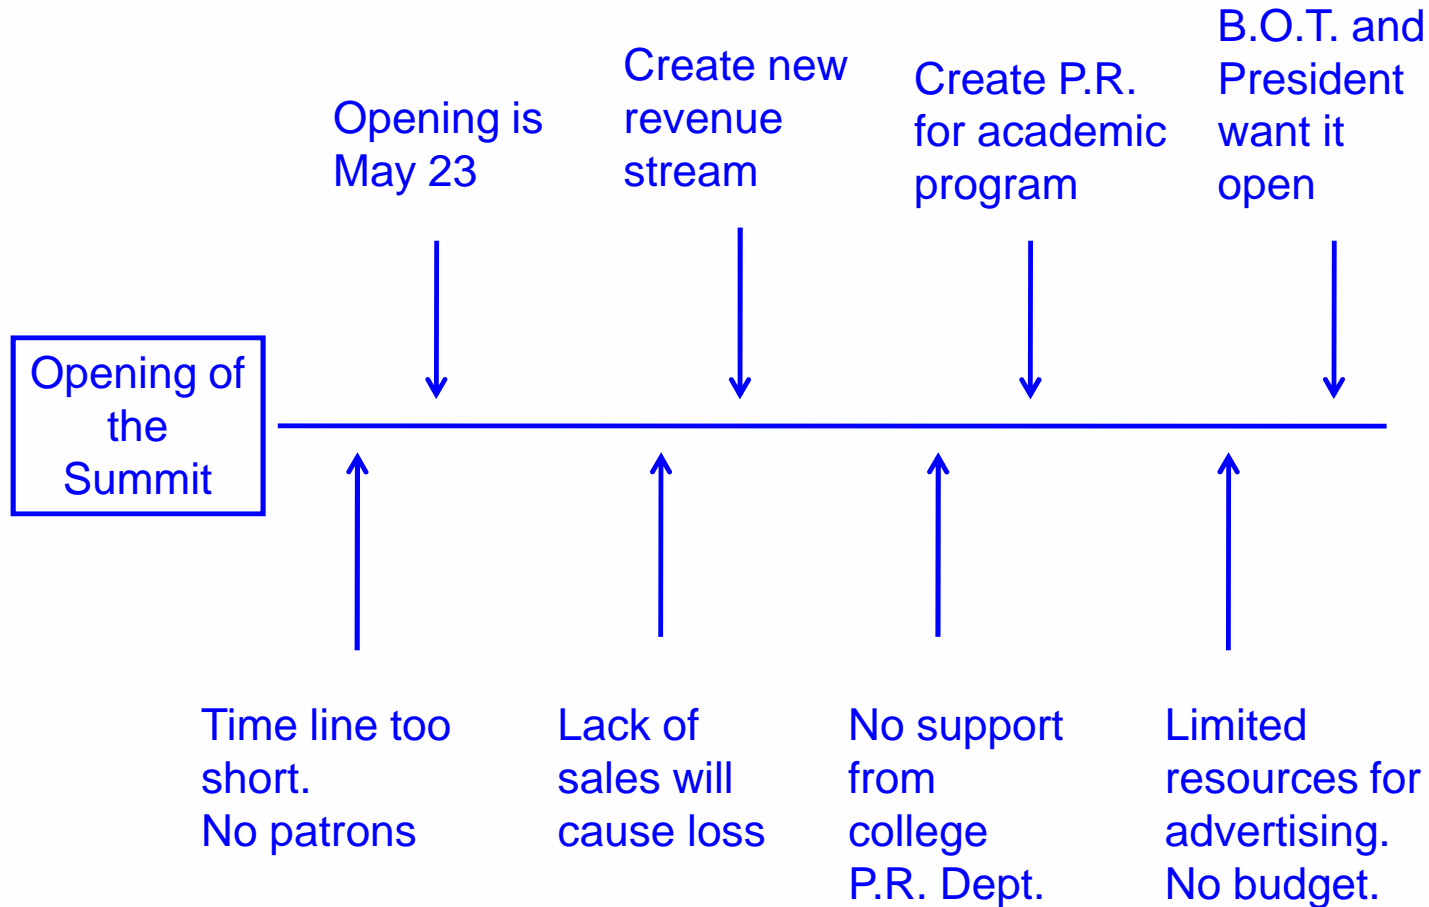 Opening is
May 23
Create new
revenue
stream
Create P.R.
for academic
program
B.O.T. and
President
want it
open
Opening of
the
Summit
Time line too
short.
No patrons
Lack of
sales will
cause loss
No support
from
college
P.R. Dept.
Limited
resources for
advertising.
No budget.